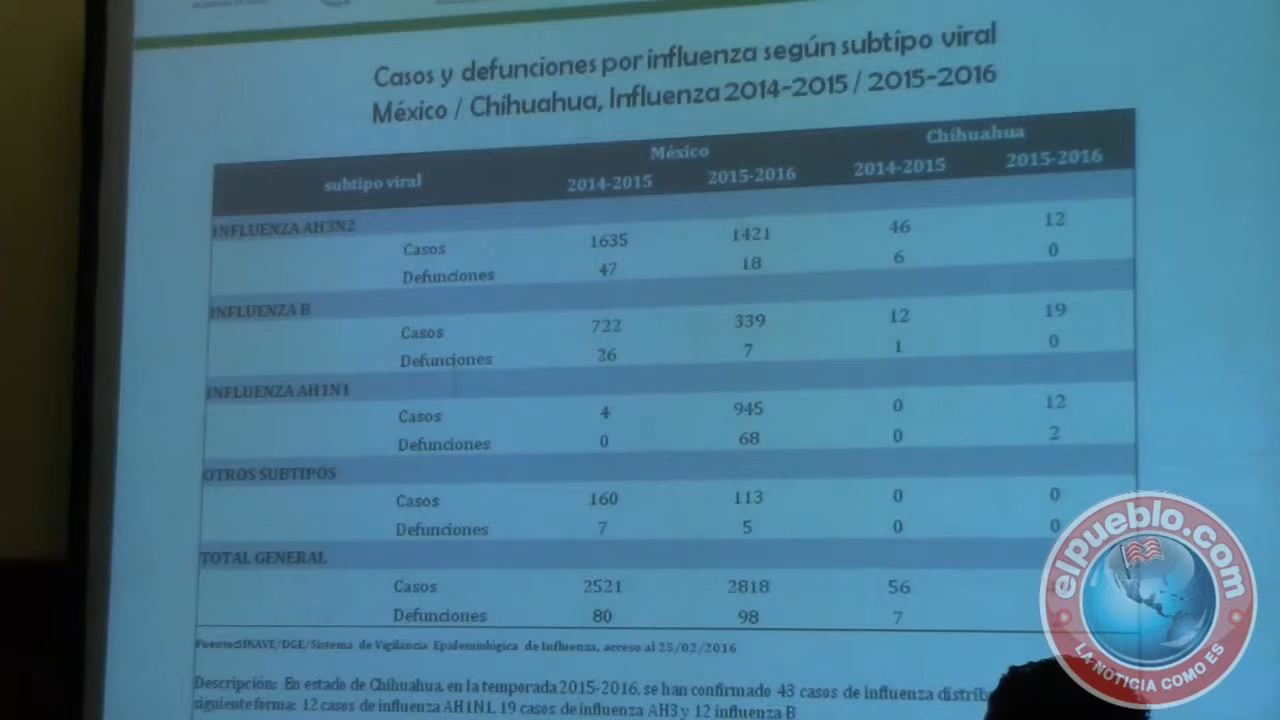 Casos y defunciones por influenza según subtipo viral
México / Chihuahua, Influenza 2014-2015 / 2015-2016
México Chihuahua
subtipo viral 2014-2015 2015-2016 2014-2015 2015-2016
INFLUENZA AH3N2
Casos 1635 1421 46 12
Defunciones 47 18 6 0
INFLUENZA B
Casos 722 339 12 19
Defunciones 26 7 1 0
INFLUENZA AH1N1
Casos 4 945 0 12
Defunciones 0 68 0 2
OTROS SUBTIPOS
Casos 160 113 0 0
Defunciones 7 5 0 0
TOTAL GENERAL
Casos 2521 2818 56
Defunciones 80 98 7
Fuente:SINAVE/DGE/Sistema de Vigilancia Epidemiológica de Influenza, acceso al 25/02/2016
Descripción: En estado de Chihuahua, en la temporada 2015-2016, se han confirmado 43 casos de influenza
siguiente forma: 12 casos de influenza AH1N1, 19 casos de influenza AH3 y 12 influenza B
elpueblo.com
LA NOTICIA COMO ES